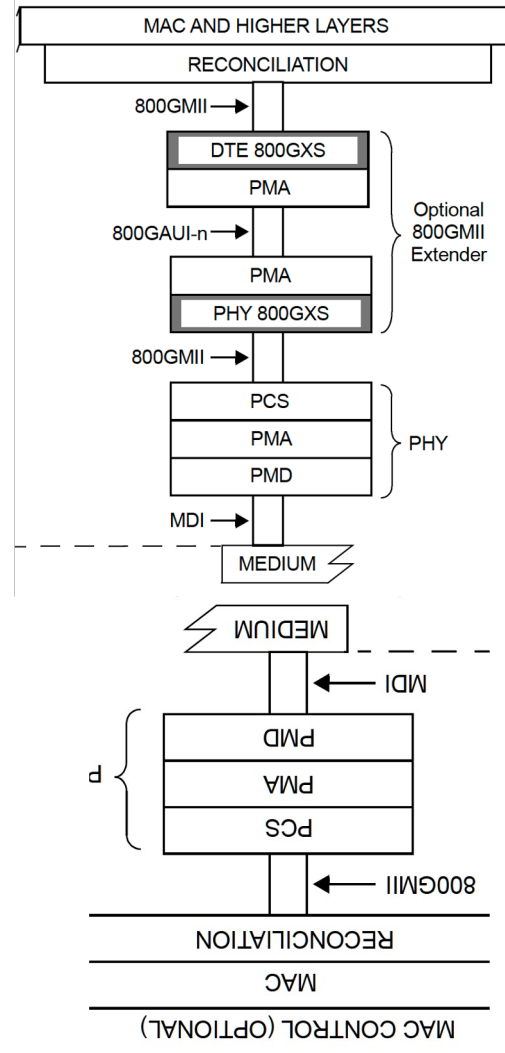 MAC AND HIGHER LAYERS
RECONCILIATION
800GMII
DTE 800GXS
PMA
800GAUI-n
Optional
800GMII
Extender
PMA
PHY 800GXS
800GMII
PCS
PMA
PHY
PMD
MDI
MEDIUM
MEDIUM
MDI
PMD
P
PMA
PCS
800GMII
RECONCILIATION
MAC
MAC CONTROL (OPTIONAL)